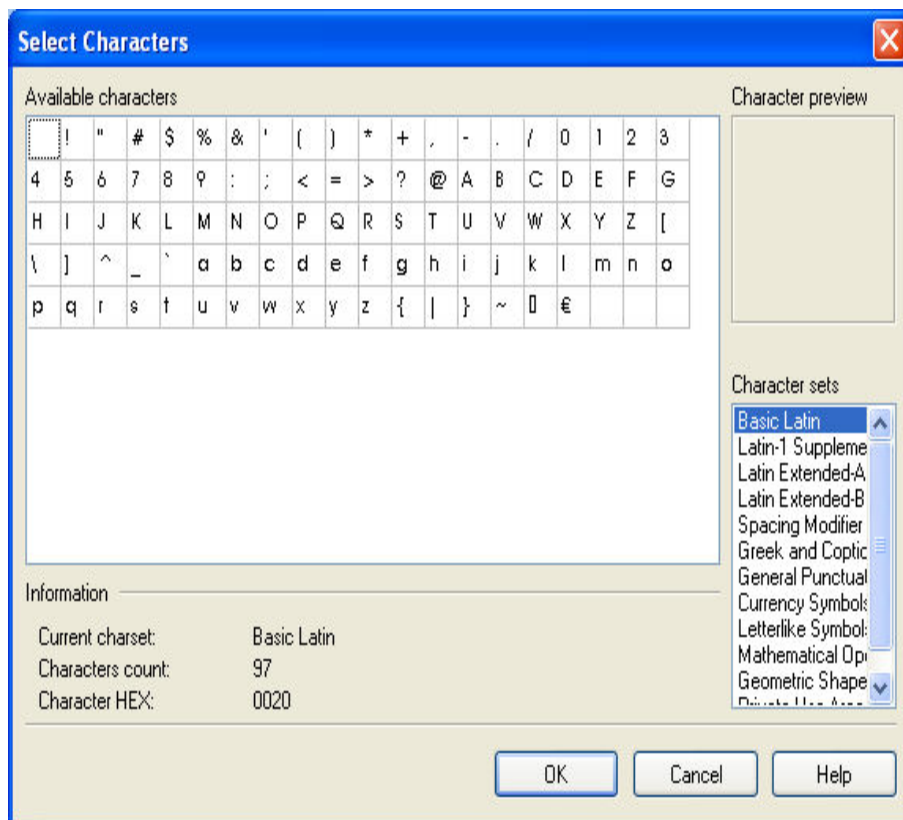 Select Characters
Available characters
Character preview
! " # $ % & ' ( ) * + , - . / 0 1 2 3
4 5 6 7 8 9 : ; < = > ? @ A B C D E F G
H I J K L M N O P Q R S T U V W X Y Z [
\ ] ^ _ ` a b c d e f g h i j k l m n o
p q r s t u v w x y z { | } ~ ▯ €
Character sets
Basic Latin
Latin-1 Suppleme
Latin Extended-A
Latin Extended-B
Spacing Modifier
Greek and Coptic
General Punctuat
Currency Symbols
Letterlike Symbol
Mathematical Op
Geometric Shape
Information
Current charset: Basic Latin
Characters count: 97
Character HEX: 0020
OK Cancel Help